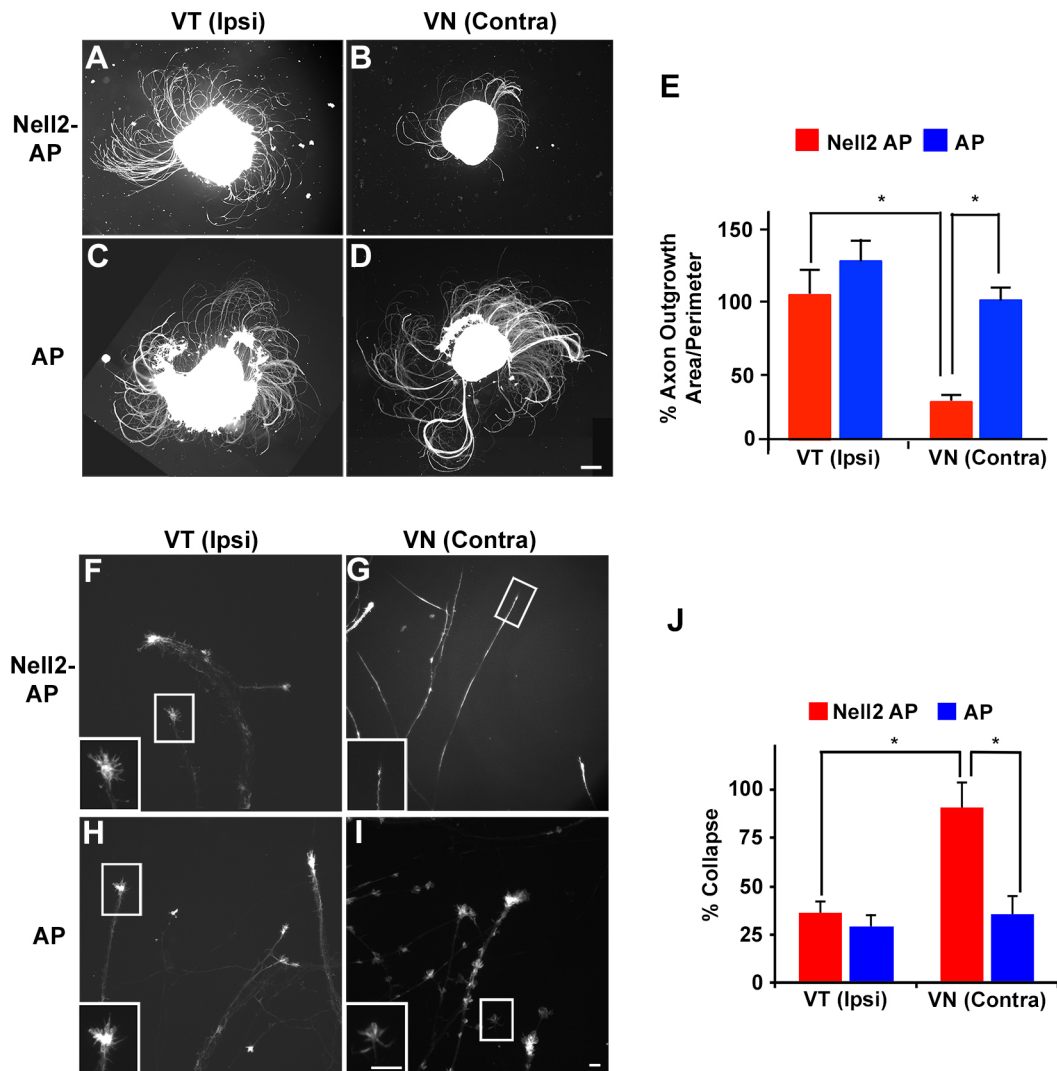 VT (Ipsi)
VN (Contra)
A
B
Nell2-
AP
C
D
AP
E
Nell2 AP
AP
*
*
% Axon Outgrowth
Area/Perimeter
150
100
50
0
VT (Ipsi)
VN (Contra)
VT (Ipsi)
VN (Contra)
F
G
Nell2-
AP
H
I
AP
J
Nell2 AP
AP
*
*
% Collapse
100
75
50
25
0
VT (Ipsi)
VN (Contra)